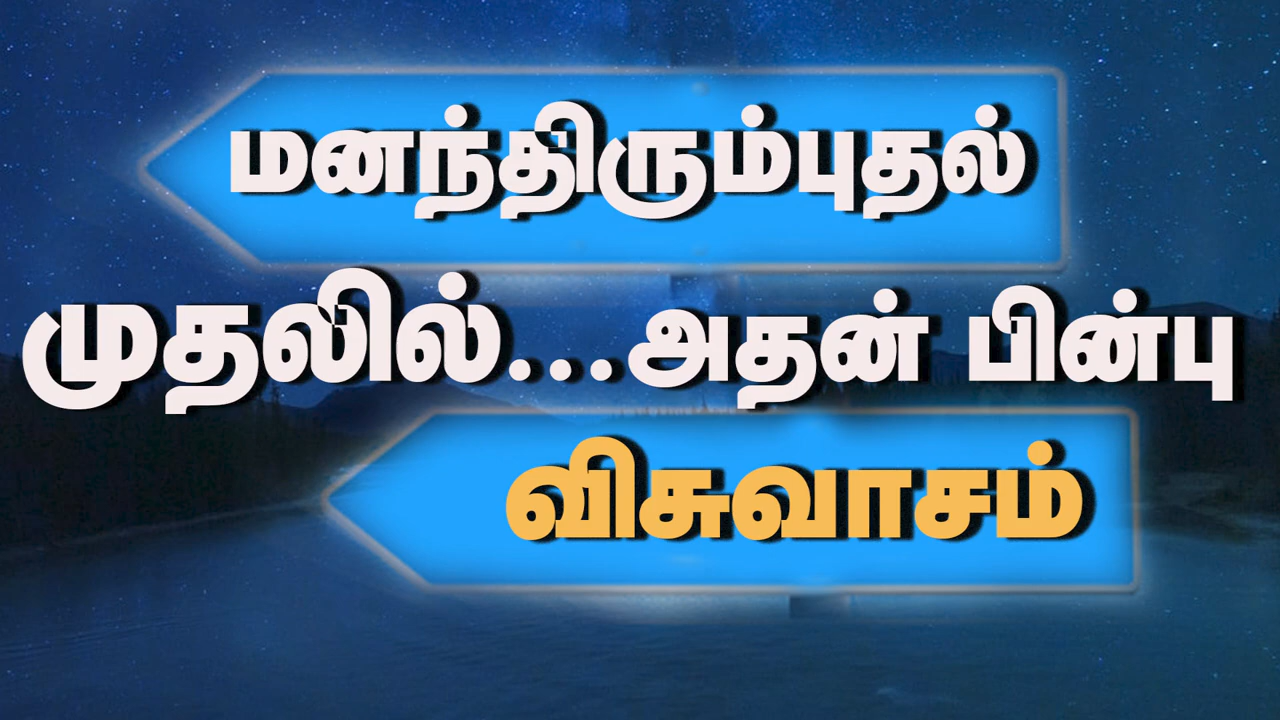 மனந்திரும்புதல்
முதலில்...அதன் பின்பு
விசுவாசம்